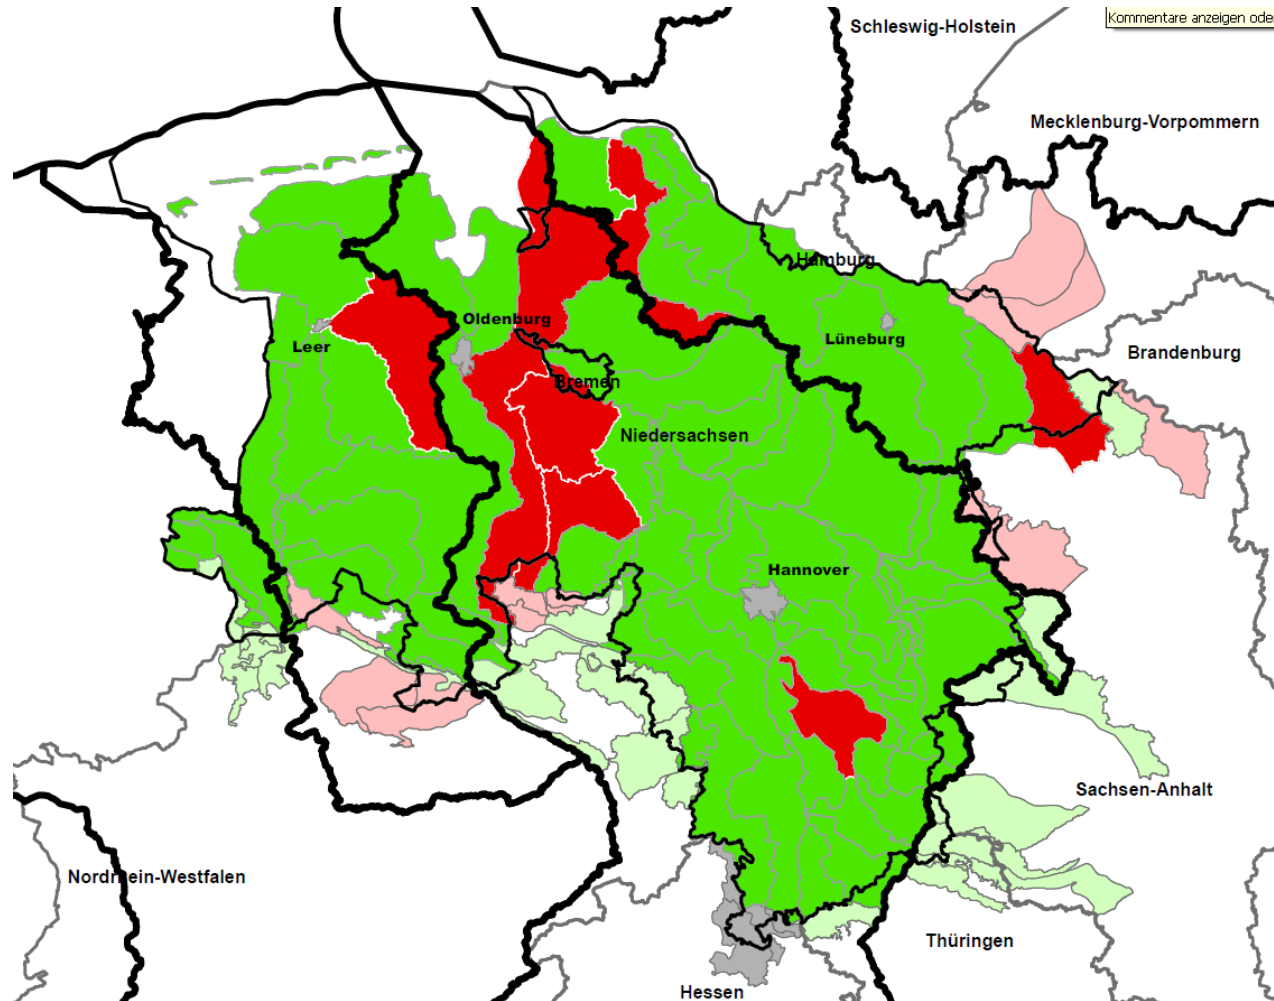 Kommentare anzeigen ode
Schleswig-Holstein
Mecklenburg-Vorpommern
Hamburg
Oldenburg
Lüneburg
Leer
Brandenburg
Bremen
Niedersachsen
Hannover
Sachsen-Anhalt
Nordrhein-Westfalen
Thüringen
Hessen